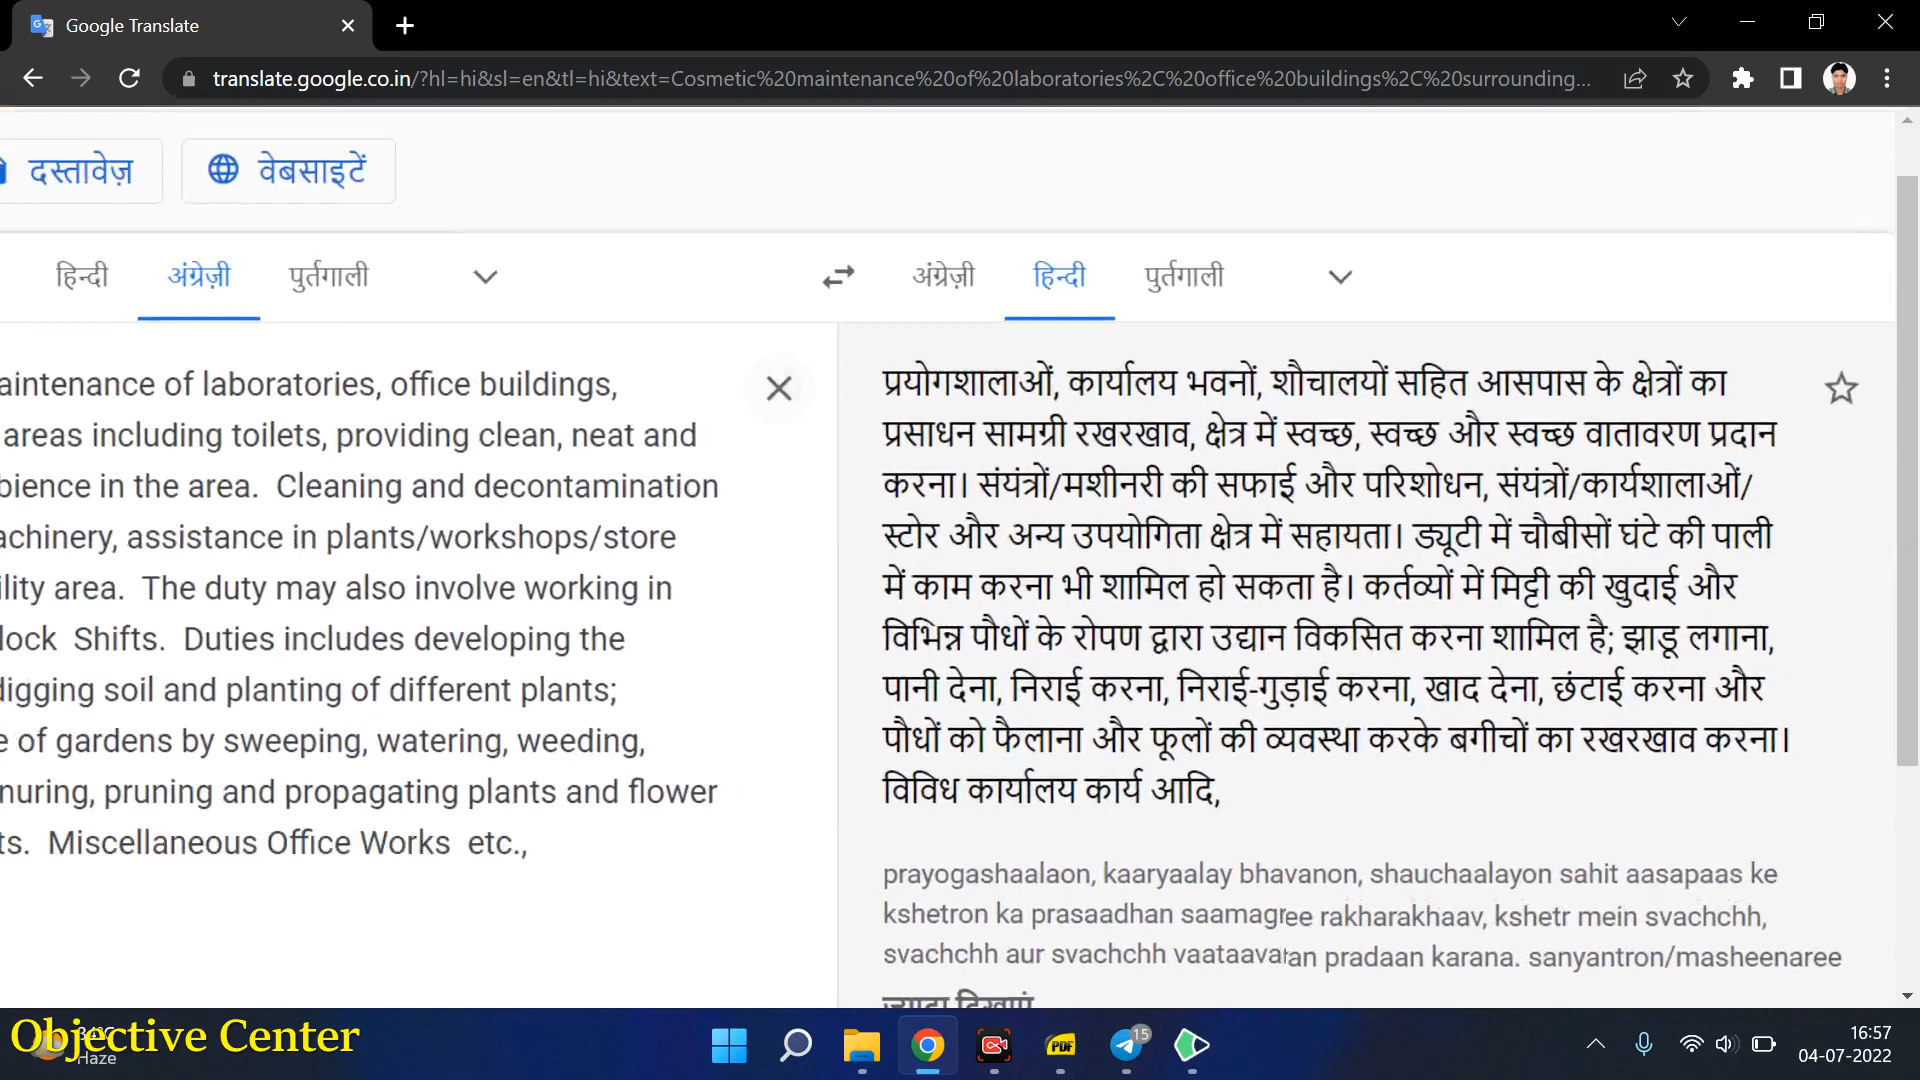 Google Translate
translate.google.co.in/?hl=hi&sl=en&tl=hi&text=Cosmetic%20maintenance%20of%20laboratories%2C%20office%20buildings%2C%20surrounding...
दस्तावेज़ वेबसाइटें
हिन्दी अंग्रेज़ी पुर्तगाली अंग्रेज़ी हिन्दी पुर्तगाली
aintenance of laboratories, office buildings,
areas including toilets, providing clean, neat and
bience in the area. Cleaning and decontamination
achinery, assistance in plants/workshops/store
ility area. The duty may also involve working in
lock Shifts. Duties includes developing the
digging soil and planting of different plants;
e of gardens by sweeping, watering, weeding,
nuring, pruning and propagating plants and flower
ts. Miscellaneous Office Works etc.,
प्रयोगशालाओं, कार्यालय भवनों, शौचालयों सहित आसपास के क्षेत्रों का
प्रसाधन सामग्री रखरखाव, क्षेत्र में स्वच्छ, स्वच्छ और स्वच्छ वातावरण प्रदान
करना। संयंत्रों/मशीनरी की सफाई और परिशोधन, संयंत्रों/कार्यशालाओं/
स्टोर और अन्य उपयोगिता क्षेत्र में सहायता। ड्यूटी में चौबीसों घंटे की पाली
में काम करना भी शामिल हो सकता है। कर्तव्यों में मिट्टी की खुदाई और
विभिन्न पौधों के रोपण द्वारा उद्यान विकसित करना शामिल है; झाडू लगाना,
पानी देना, निराई करना, निराई-गुड़ाई करना, खाद देना, छंटाई करना और
पौधों को फैलाना और फूलों की व्यवस्था करके बगीचों का रखरखाव करना।
विविध कार्यालय कार्य आदि,
prayogashaalaon, kaaryaalay bhavanon, shauchaalayon sahit aasapaas ke
kshetron ka prasaadhan saamagree rakharakhaav, kshetr mein svachchh,
svachchh aur svachchh vaataavaran pradaan karana. sanyantron/masheenaree
ज़्यादा दिखाएं
Objective Center
34°C
Haze
PDF
15
16:57
04-07-2022